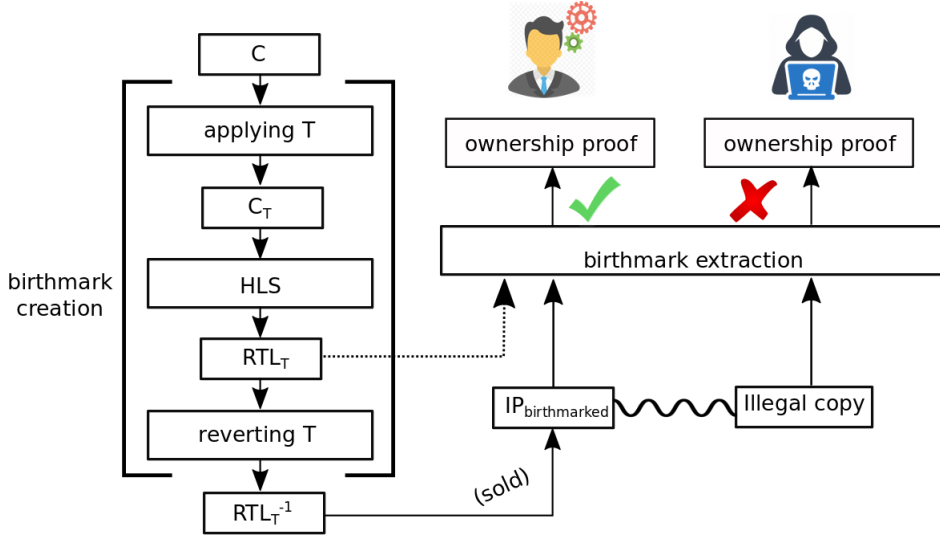 C
applying T
C_T
HLS
RTL_T
reverting T
RTL_T^-1
birthmark
creation
ownership proof
ownership proof
birthmark extraction
IP_birthmarked
Illegal copy
(sold)